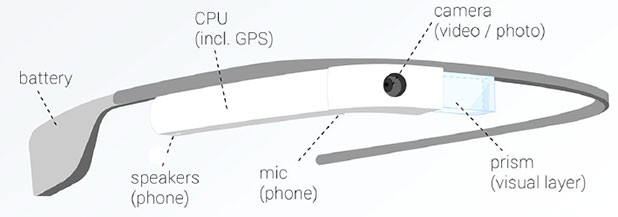 CPU
(incl. GPS)
camera
(video / photo)
battery
speakers
(phone)
mic
(phone)
prism
(visual layer)